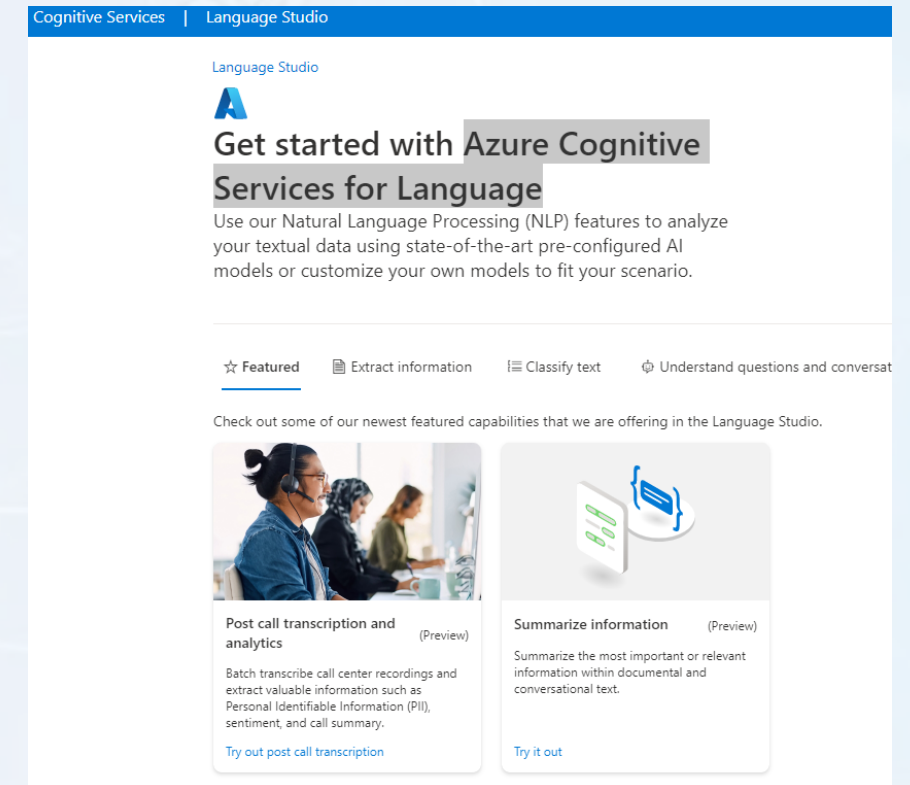 Cognitive Services | Language Studio
Language Studio
Get started with Azure Cognitive
Services for Language
Use our Natural Language Processing (NLP) features to analyze
your textual data using state-of-the-art pre-configured AI
models or customize your own models to fit your scenario.
Featured Extract information Classify text Understand questions and conversat
Check out some of our newest featured capabilities that we are offering in the Language Studio.
Post call transcription and
analytics
(Preview)
Batch transcribe call center recordings and
extract valuable information such as
Personal Identifiable Information (PII),
sentiment, and call summary.
Try out post call transcription
Summarize information (Preview)
Summarize the most important or relevant
information within documental and
conversational text.
Try it out